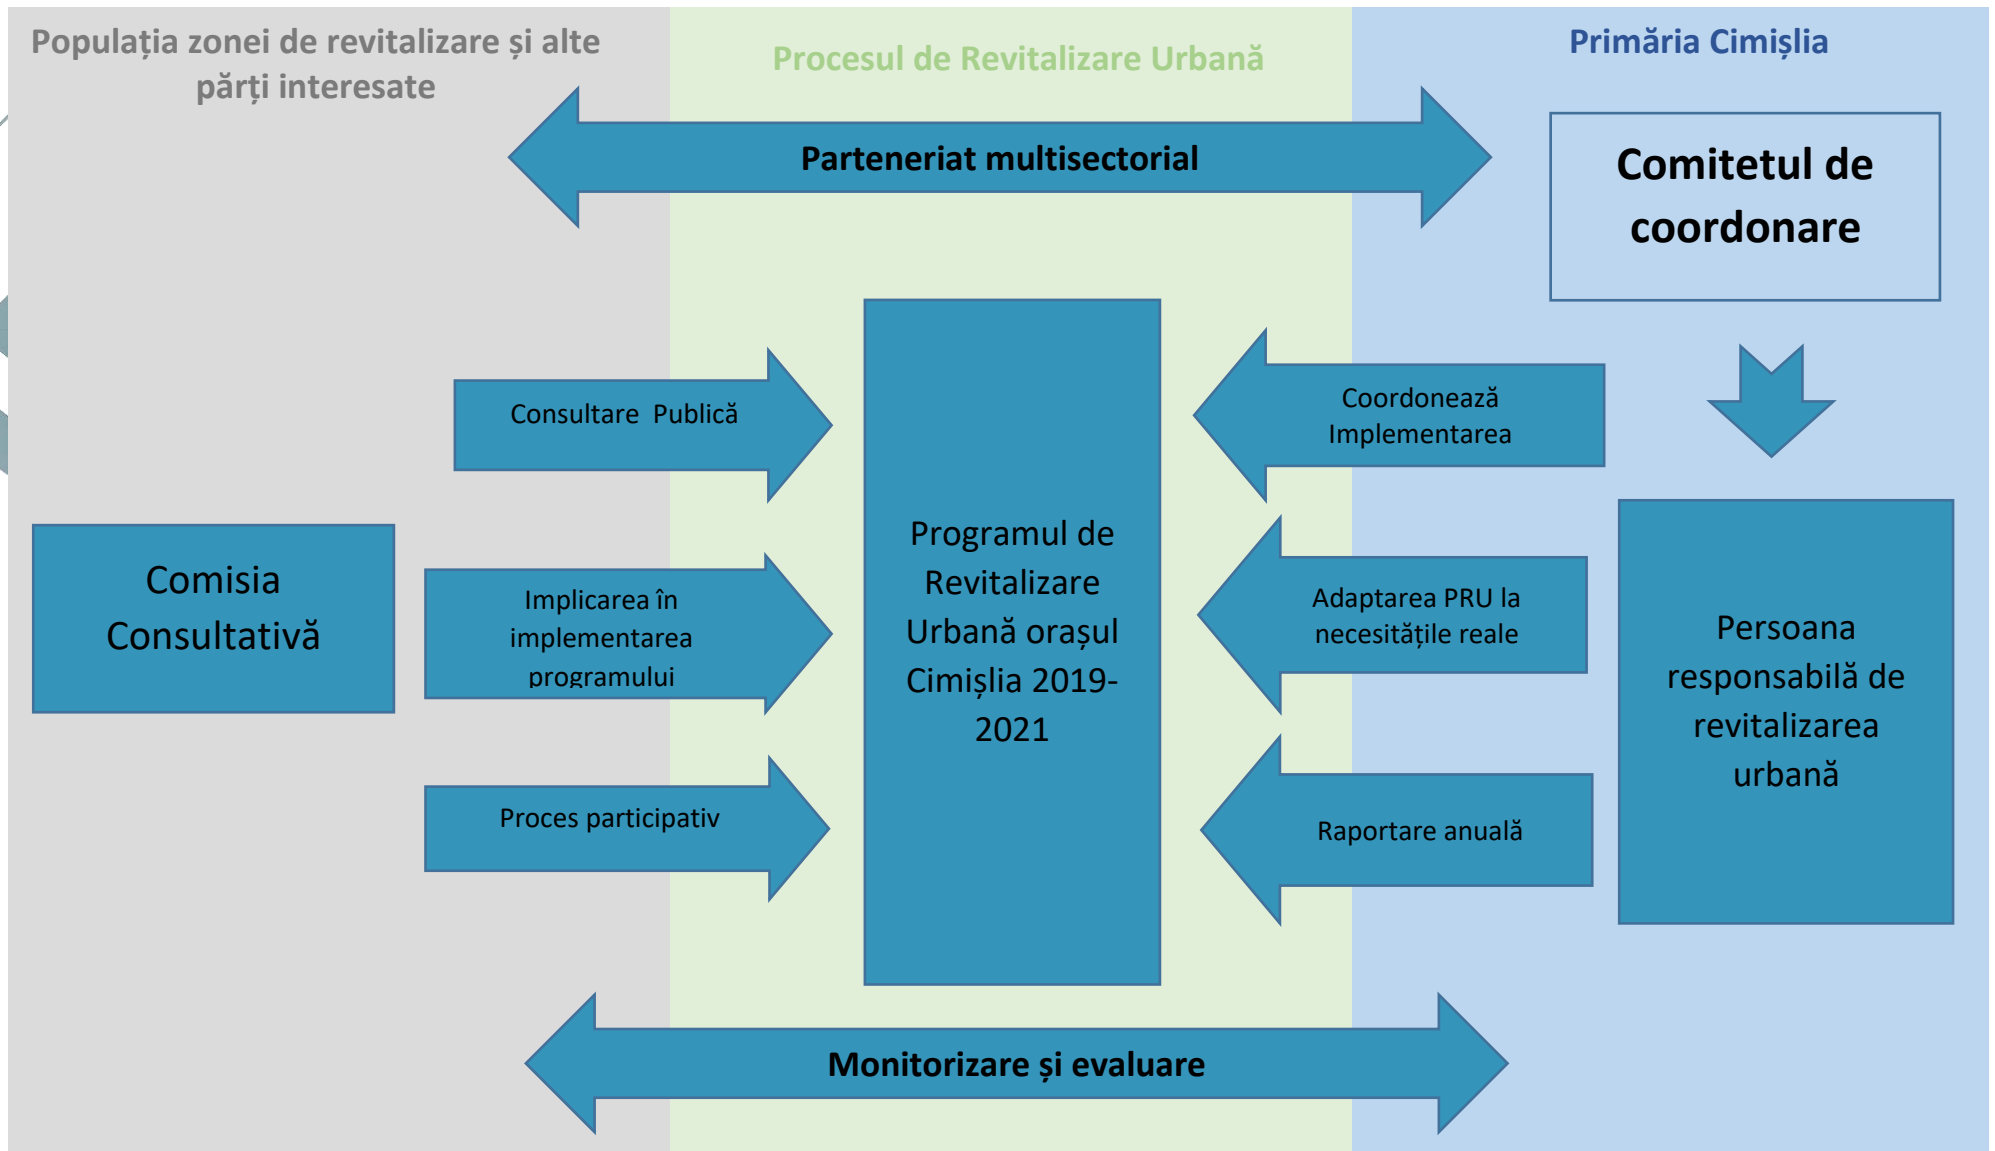 Populația zonei de revitalizare și alte
părți interesate
Procesul de Revitalizare Urbană
Primăria Cimișlia
Parteneriat multisectorial
Comitetul de
coordonare
Consultare  Publică
Coordonează
Implementarea
Comisia
Consultativă
Implicarea în
implementarea
programului
Programul de
Revitalizare
Urbană orașul
Cimișlia 2019-
2021
Adaptarea PRU la
necesitățile reale
Persoana
responsabilă de
revitalizarea
urbană
Proces participativ
Raportare anuală
Monitorizare și evaluare